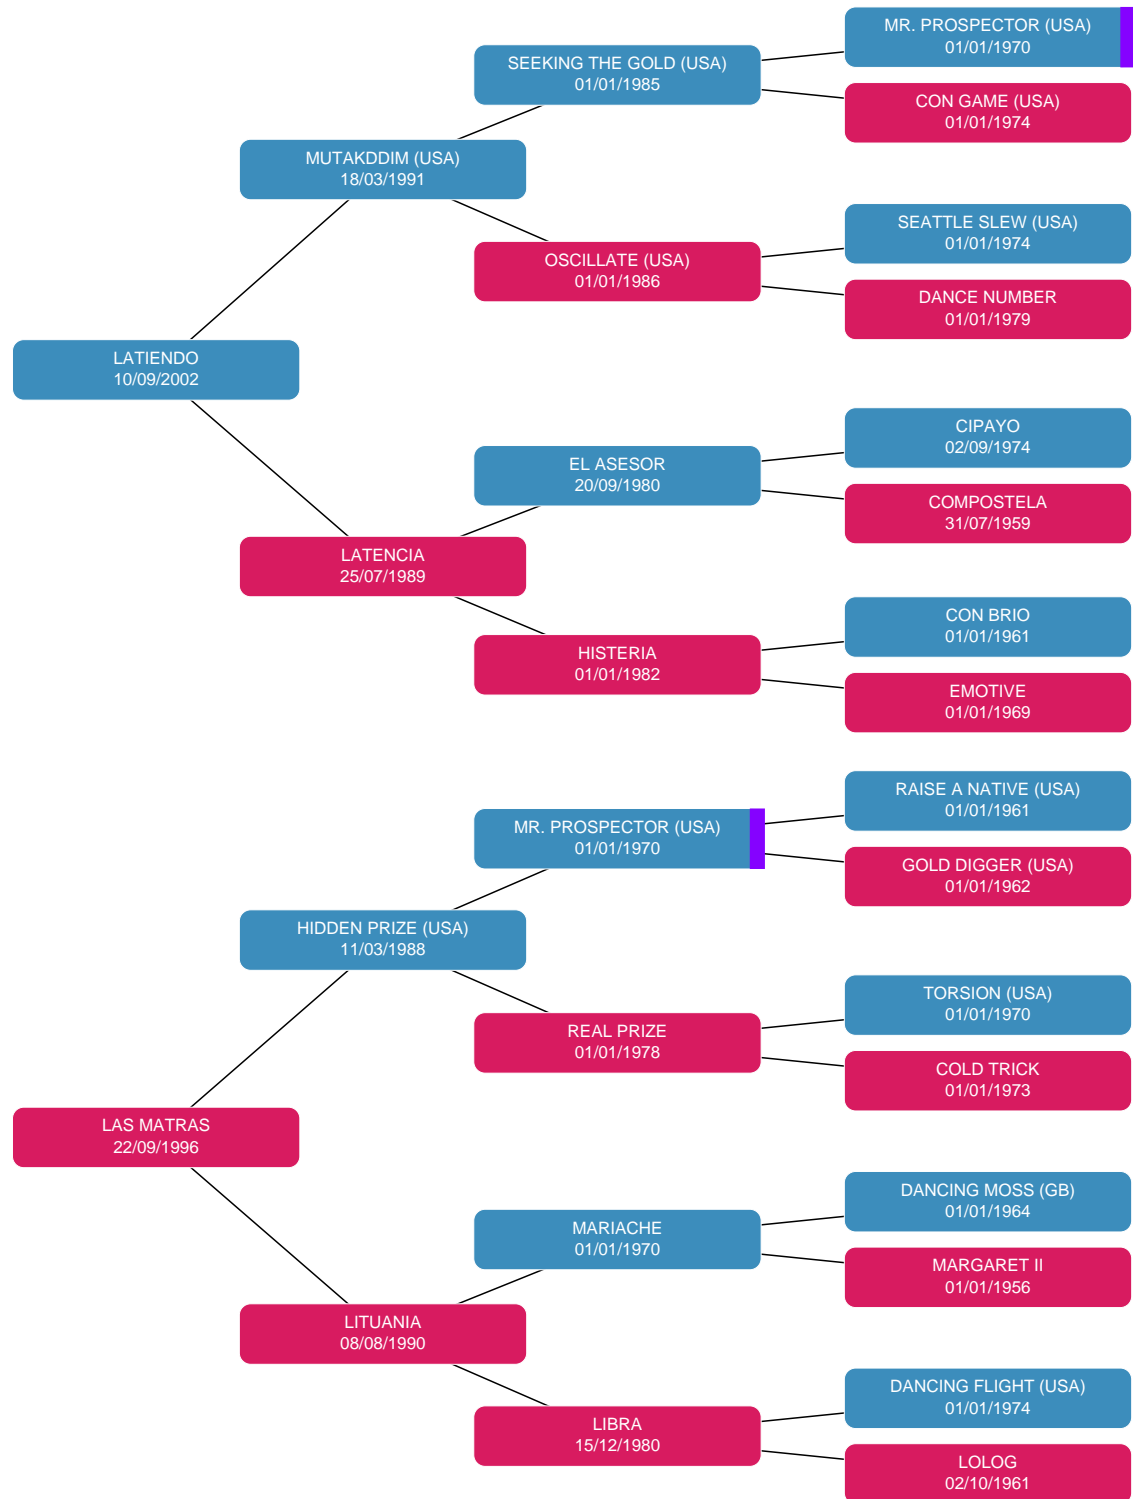 MR. PROSPECTOR (USA)
01/01/1970
SEEKING THE GOLD (USA)
01/01/1985
CON GAME (USA)
01/01/1974
MUTAKDDIM (USA)
18/03/1991
SEATTLE SLEW (USA)
01/01/1974
OSCILLATE (USA)
01/01/1986
DANCE NUMBER
01/01/1979
LATIENDO
10/09/2002
CIPAYO
02/09/1974
EL ASESOR
20/09/1980
COMPOSTELA
31/07/1959
LATENCIA
25/07/1989
CON BRIO
01/01/1961
HISTERIA
01/01/1982
EMOTIVE
01/01/1969
RAISE A NATIVE (USA)
01/01/1961
MR. PROSPECTOR (USA)
01/01/1970
GOLD DIGGER (USA)
01/01/1962
HIDDEN PRIZE (USA)
11/03/1988
TORSION (USA)
01/01/1970
REAL PRIZE
01/01/1978
COLD TRICK
01/01/1973
LAS MATRAS
22/09/1996
DANCING MOSS (GB)
01/01/1964
MARIACHE
01/01/1970
MARGARET II
01/01/1956
LITUANIA
08/08/1990
DANCING FLIGHT (USA)
01/01/1974
LIBRA
15/12/1980
LOLOG
02/10/1961